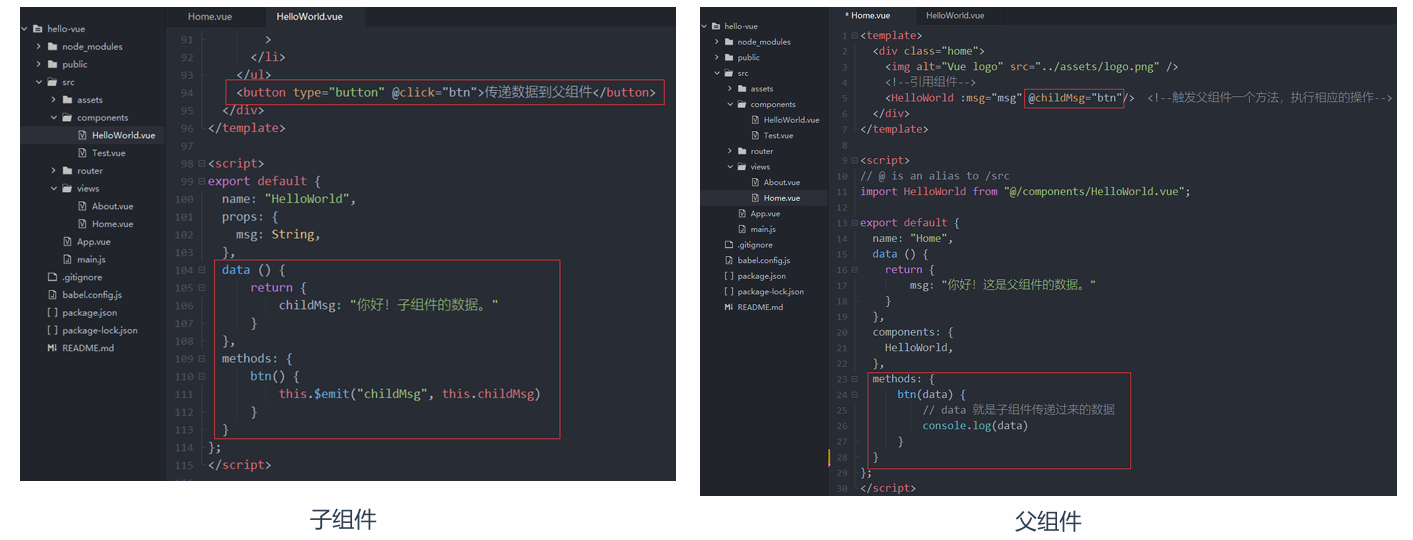 Home.vue
HelloWorld.vue
hello-vue
node_modules
public
src
assets
components
HelloWorld.vue
Test.vue
router
views
About.vue
Home.vue
App.vue
main.js
.gitignore
babel.config.js
package.json
package-lock.json
README.md
91 >
92 </li>
93 </ul>
94 <button type="button" @click="btn">传递数据到父组件</button>
95 </div>
96 </template>
97
98 <script>
99 export default {
100 name: "HelloWorld",
101 props: {
102 msg: String,
103 },
104 data () {
105 return {
106 childMsg: "你好！子组件的数据。"
107 }
108 },
109 methods: {
110 btn() {
111 this.$emit("childMsg", this.childMsg)
112 }
113 }
114 };
115 </script>
子组件
* Home.vue
HelloWorld.vue
hello-vue
node_modules
public
src
assets
components
HelloWorld.vue
Test.vue
router
views
About.vue
Home.vue
App.vue
main.js
.gitignore
babel.config.js
package.json
package-lock.json
README.md
1 <template>
2 <div class="home">
3 <img alt="Vue logo" src="../assets/logo.png" />
4 <!--引用组件-->
5 <HelloWorld :msg="msg" @childMsg="btn"/> <!--触发父组件一个方法，执行相应的操作-->
6 </div>
7 </template>
8
9 <script>
10 // @ is an alias to /src
11 import HelloWorld from "@/components/HelloWorld.vue";
12
13 export default {
14 name: "Home",
15 data () {
16 return {
17 msg: "你好！这是父组件的数据。"
18 }
19 },
20 components: {
21 HelloWorld,
22 },
23 methods: {
24 btn(data) {
25 // data 就是子组件传递过来的数据
26 console.log(data)
27 }
28 }
29 };
30 </script>
父组件